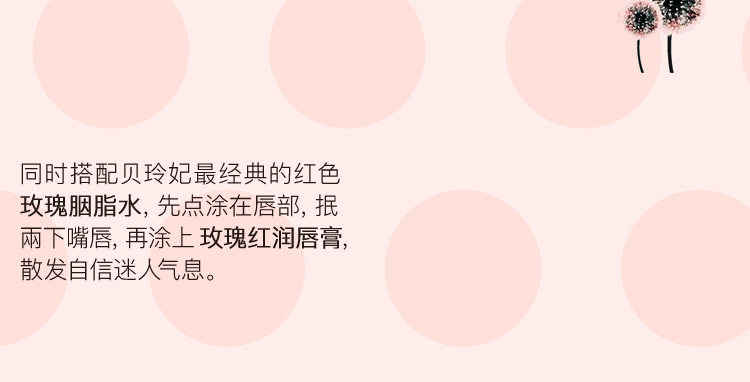 同时搭配贝玲妃最经典的红色
玫瑰胭脂水, 先点涂在唇部, 抿
兩下嘴唇, 再涂上 玫瑰红润唇膏,
散发自信迷人气息。